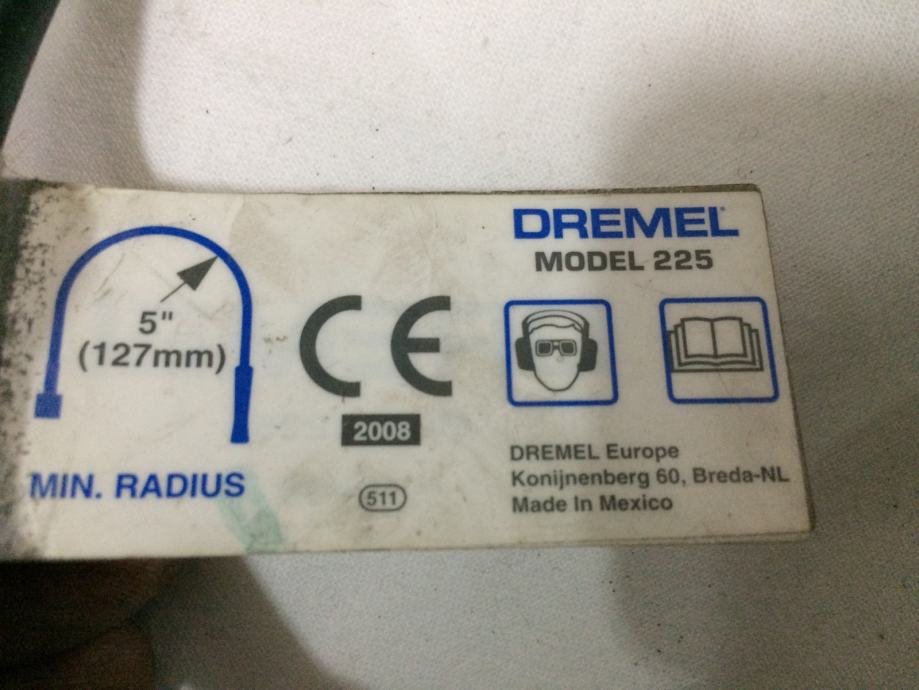 5"
(127mm)
MIN. RADIUS
CE
2008
511
DREMEL
MODEL 225
DREMEL Europe
Konijnenberg 60, Breda-NL
Made In Mexico